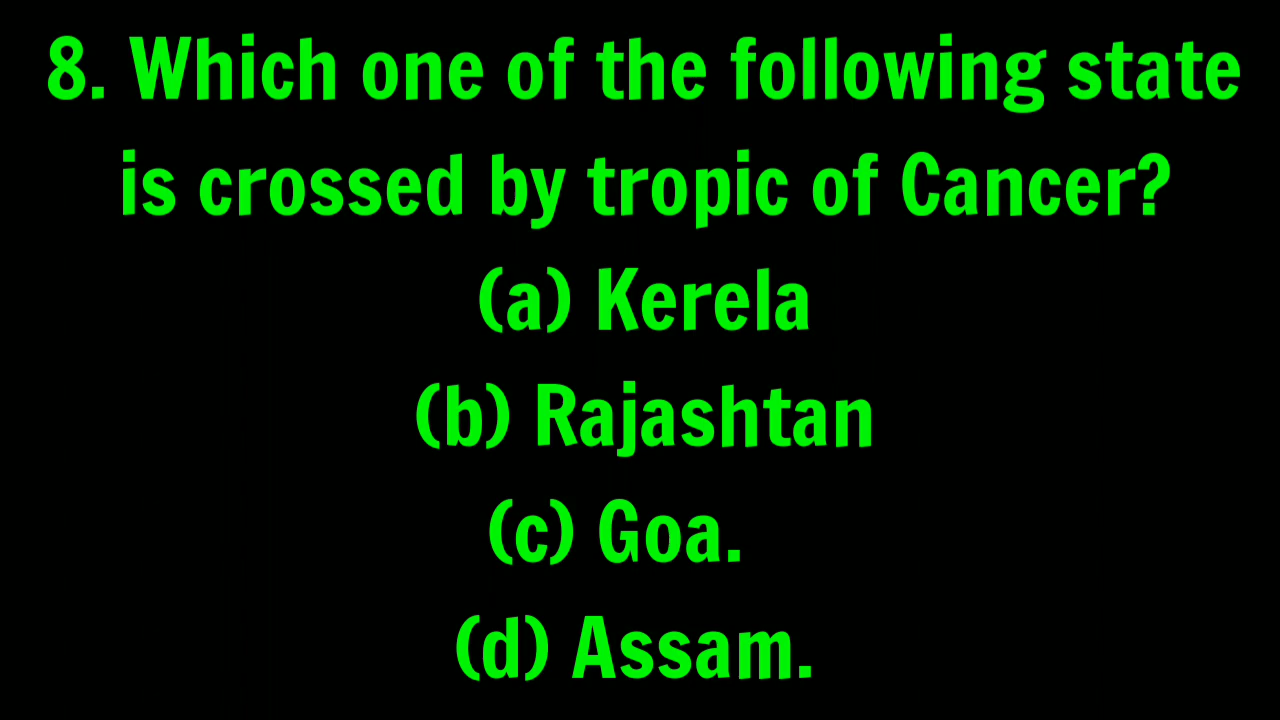 8. Which one of the following state
is crossed by tropic of Cancer?
(a) Kerela
(b) Rajashtan
(c) Goa.
(d) Assam.